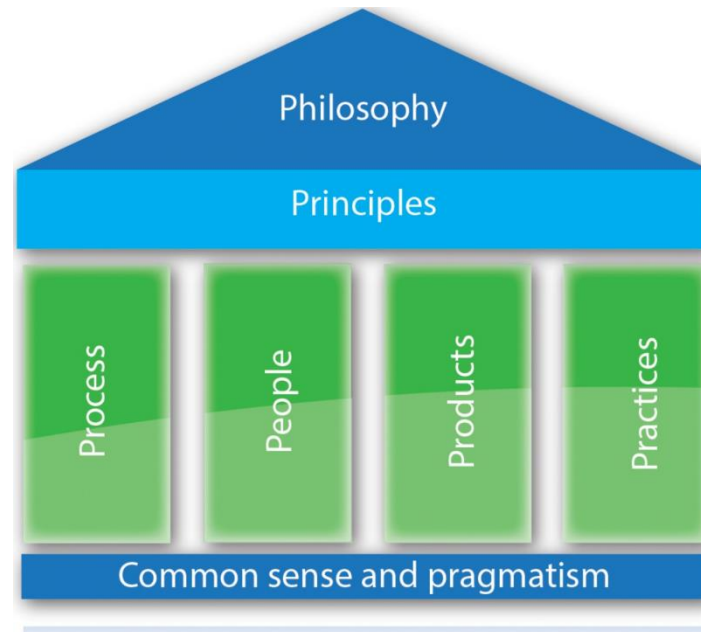 Philosophy
Principles
Process
People
Products
Practices
Common sense and pragmatism